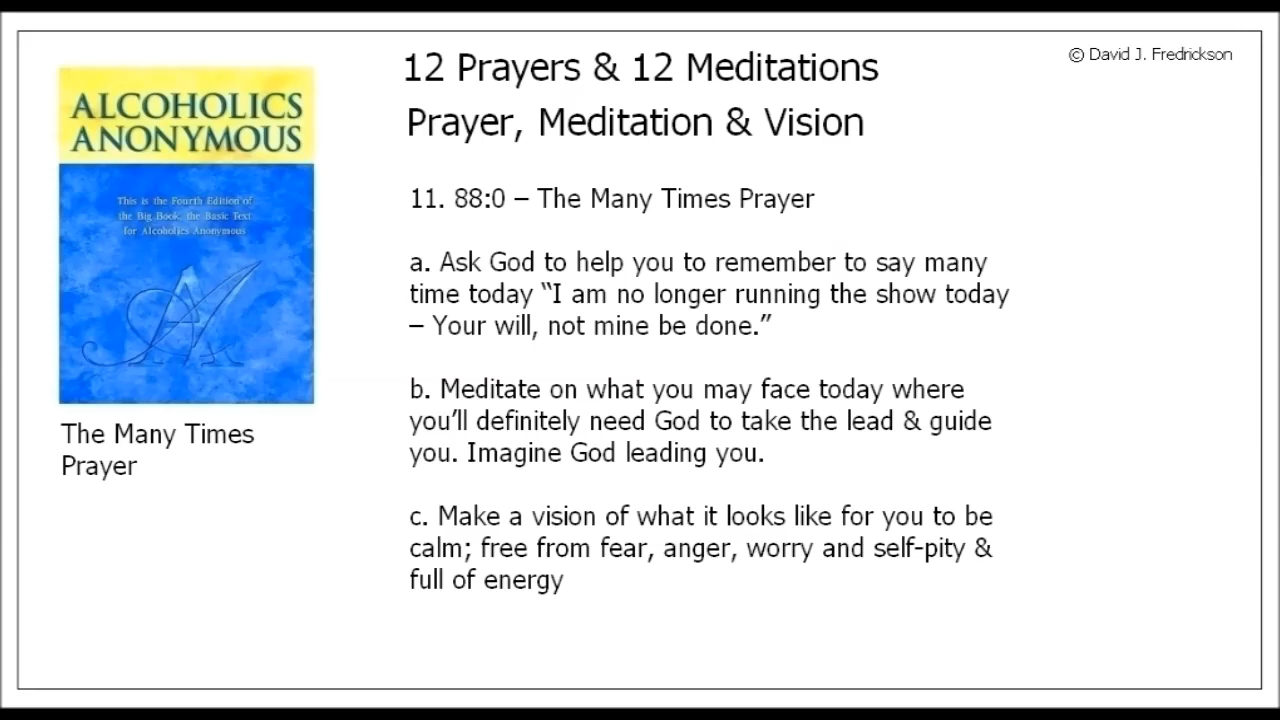 © David J. Fredrickson
12 Prayers & 12 Meditations
Prayer, Meditation & Vision
ALCOHOLICS
ANONYMOUS
This is the Fourth Edition of
the Big Book, the Basic Text
for Alcoholics Anonymous
AA
The Many Times
Prayer
11. 88:0 – The Many Times Prayer
a. Ask God to help you to remember to say many
time today “I am no longer running the show today
– Your will, not mine be done.”
b. Meditate on what you may face today where
you’ll definitely need God to take the lead & guide
you. Imagine God leading you.
c. Make a vision of what it looks like for you to be
calm; free from fear, anger, worry and self-pity &
full of energy